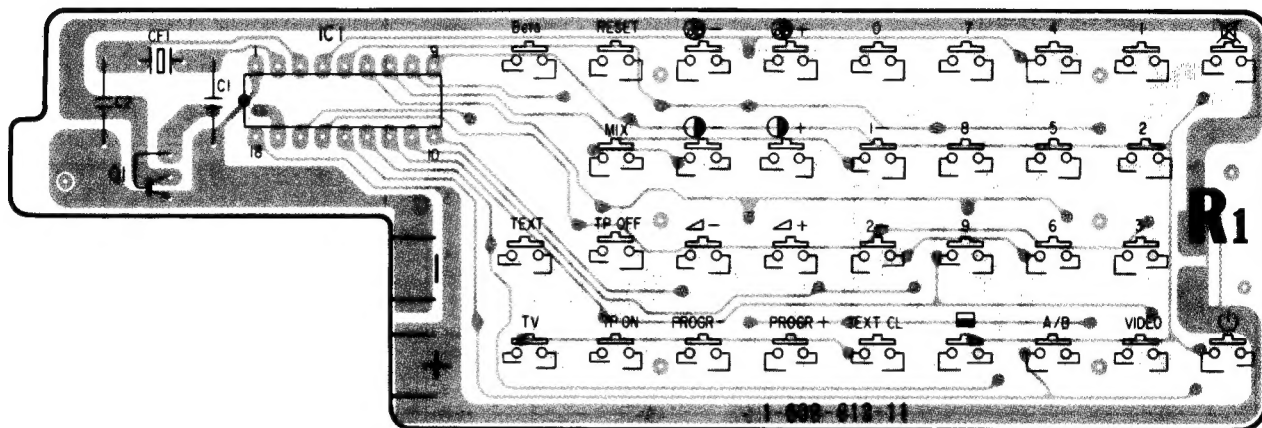 CE1 1 IC1 9 Beta RESET - + 0 7 4 1
C2 C1
18 10 MIX - + 1- 8 5 2
Q1
R1
TEXT TP OFF - + 2- 9 6 3
-
TV TP ON PROGR- PROGR + TEXT CL A/B VIDEO
+